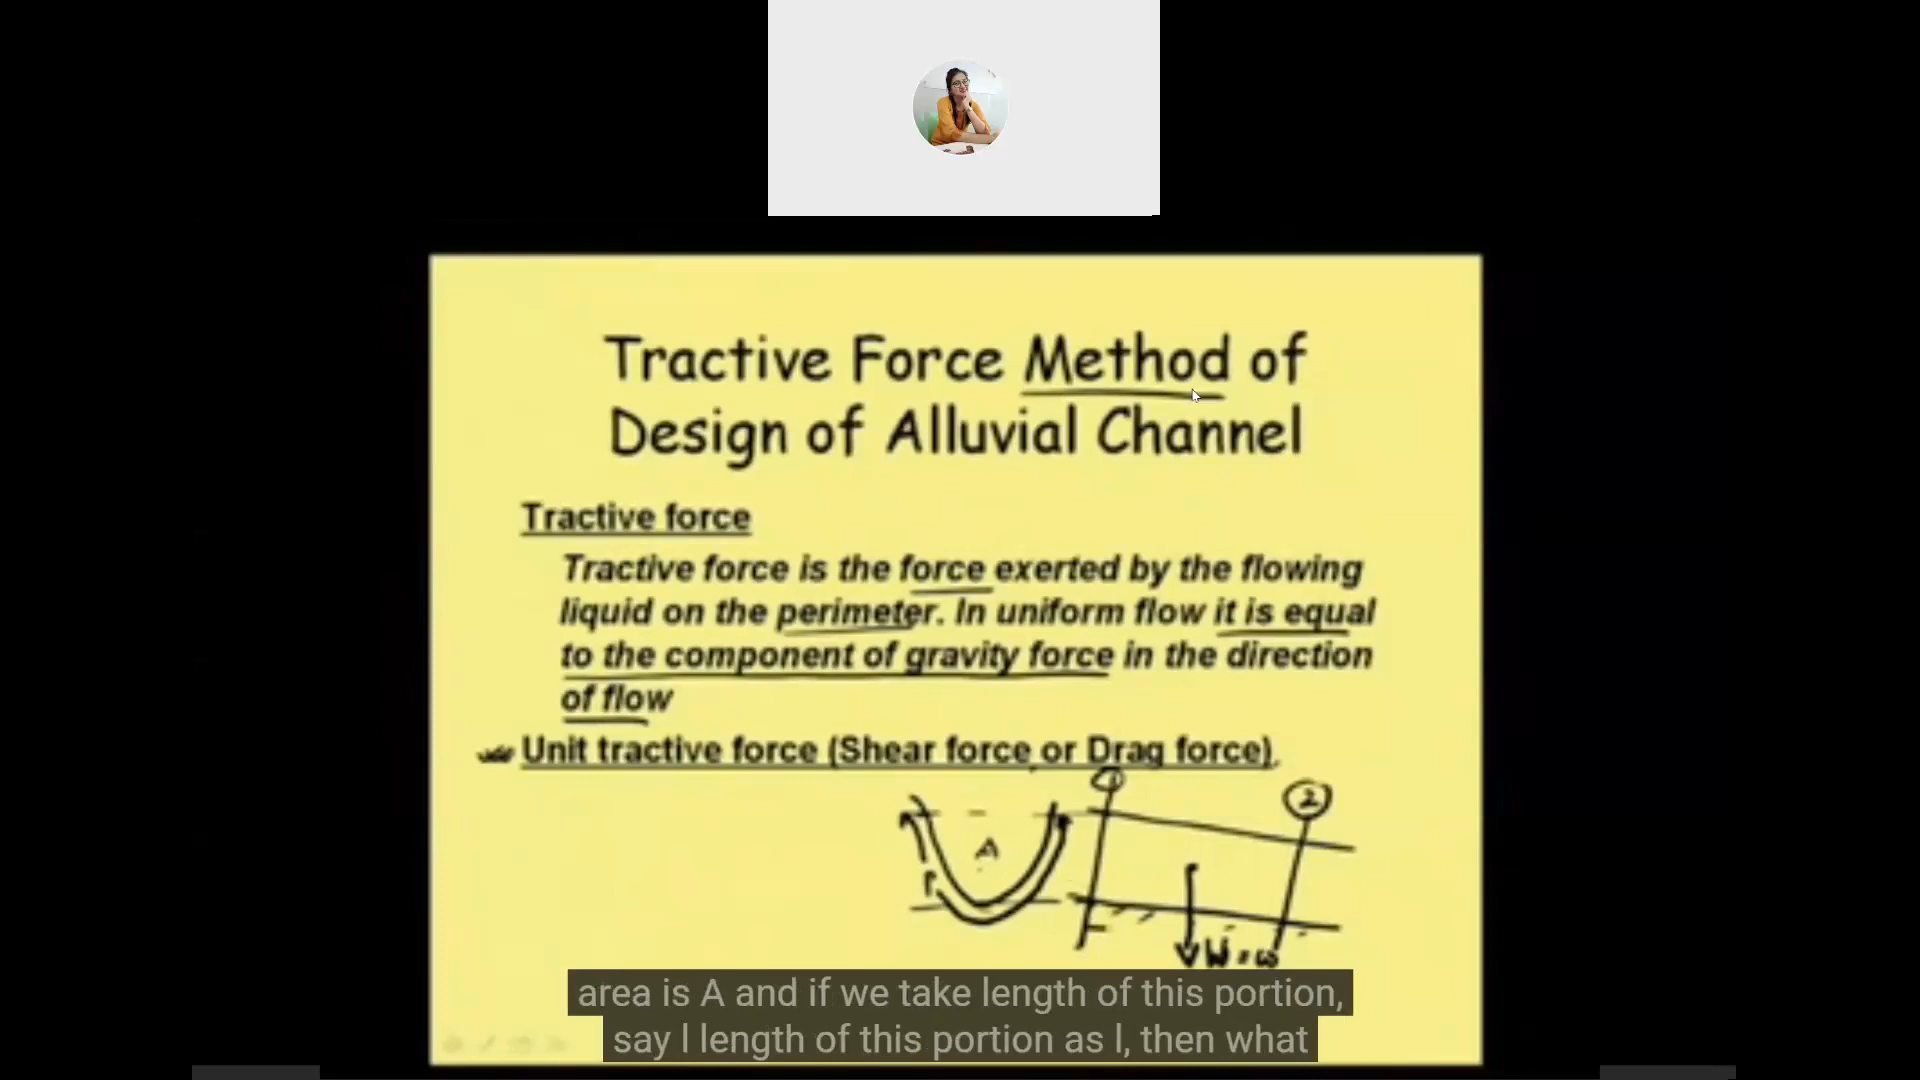 Tractive Force Method of
Design of Alluvial Channel
Tractive force
Tractive force is the force exerted by the flowing
liquid on the perimeter. In uniform flow it is equal
to the component of gravity force in the direction
of flow
Unit tractive force (Shear force or Drag force)
1
2
A
P
W = ω
area is A and if we take length of this portion,
say l length of this portion as l, then what